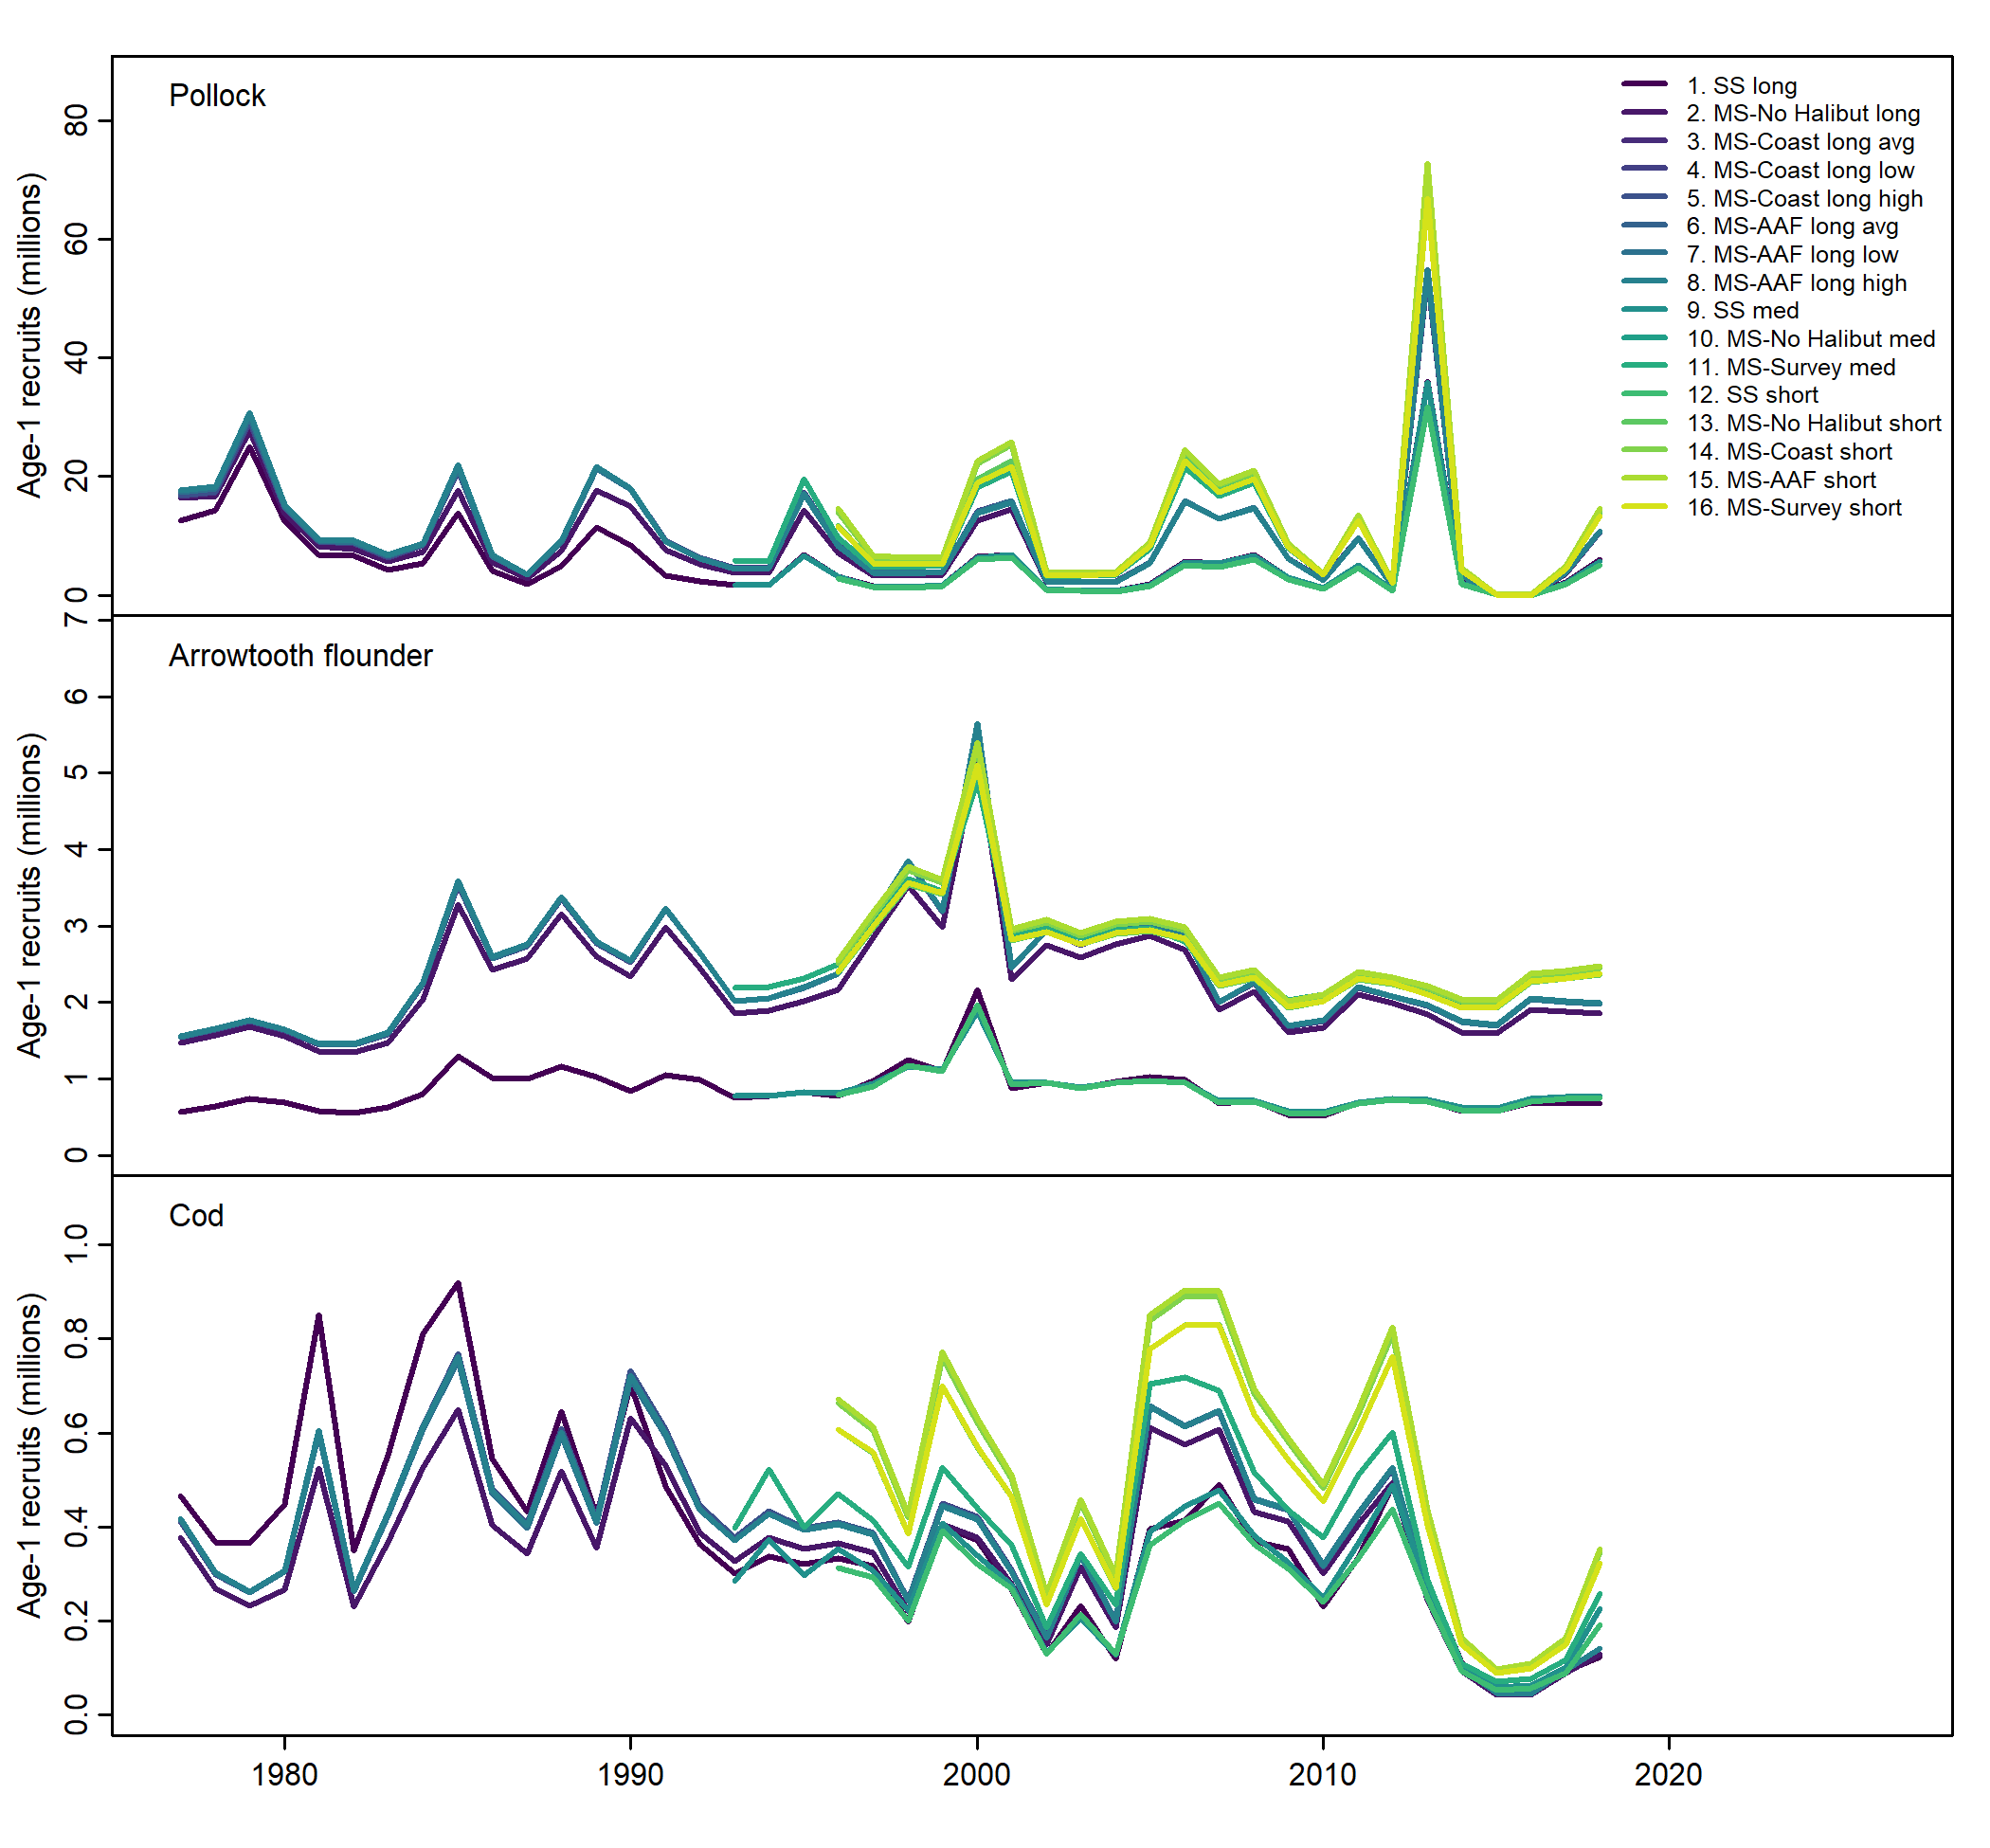 Pollock
Age-1 recruits (millions)
80
60
40
20
0
1. SS long
2. MS-No Halibut long
3. MS-Coast long avg
4. MS-Coast long low
5. MS-Coast long high
6. MS-AAF long avg
7. MS-AAF long low
8. MS-AAF long high
9. SS med
10. MS-No Halibut med
11. MS-Survey med
12. SS short
13. MS-No Halibut short
14. MS-Coast short
15. MS-AAF short
16. MS-Survey short
Arrowtooth flounder
Age-1 recruits (millions)
7
6
5
4
3
2
1
0
Cod
Age-1 recruits (millions)
1.0
0.8
0.6
0.4
0.2
0.0
1980 1990 2000 2010 2020